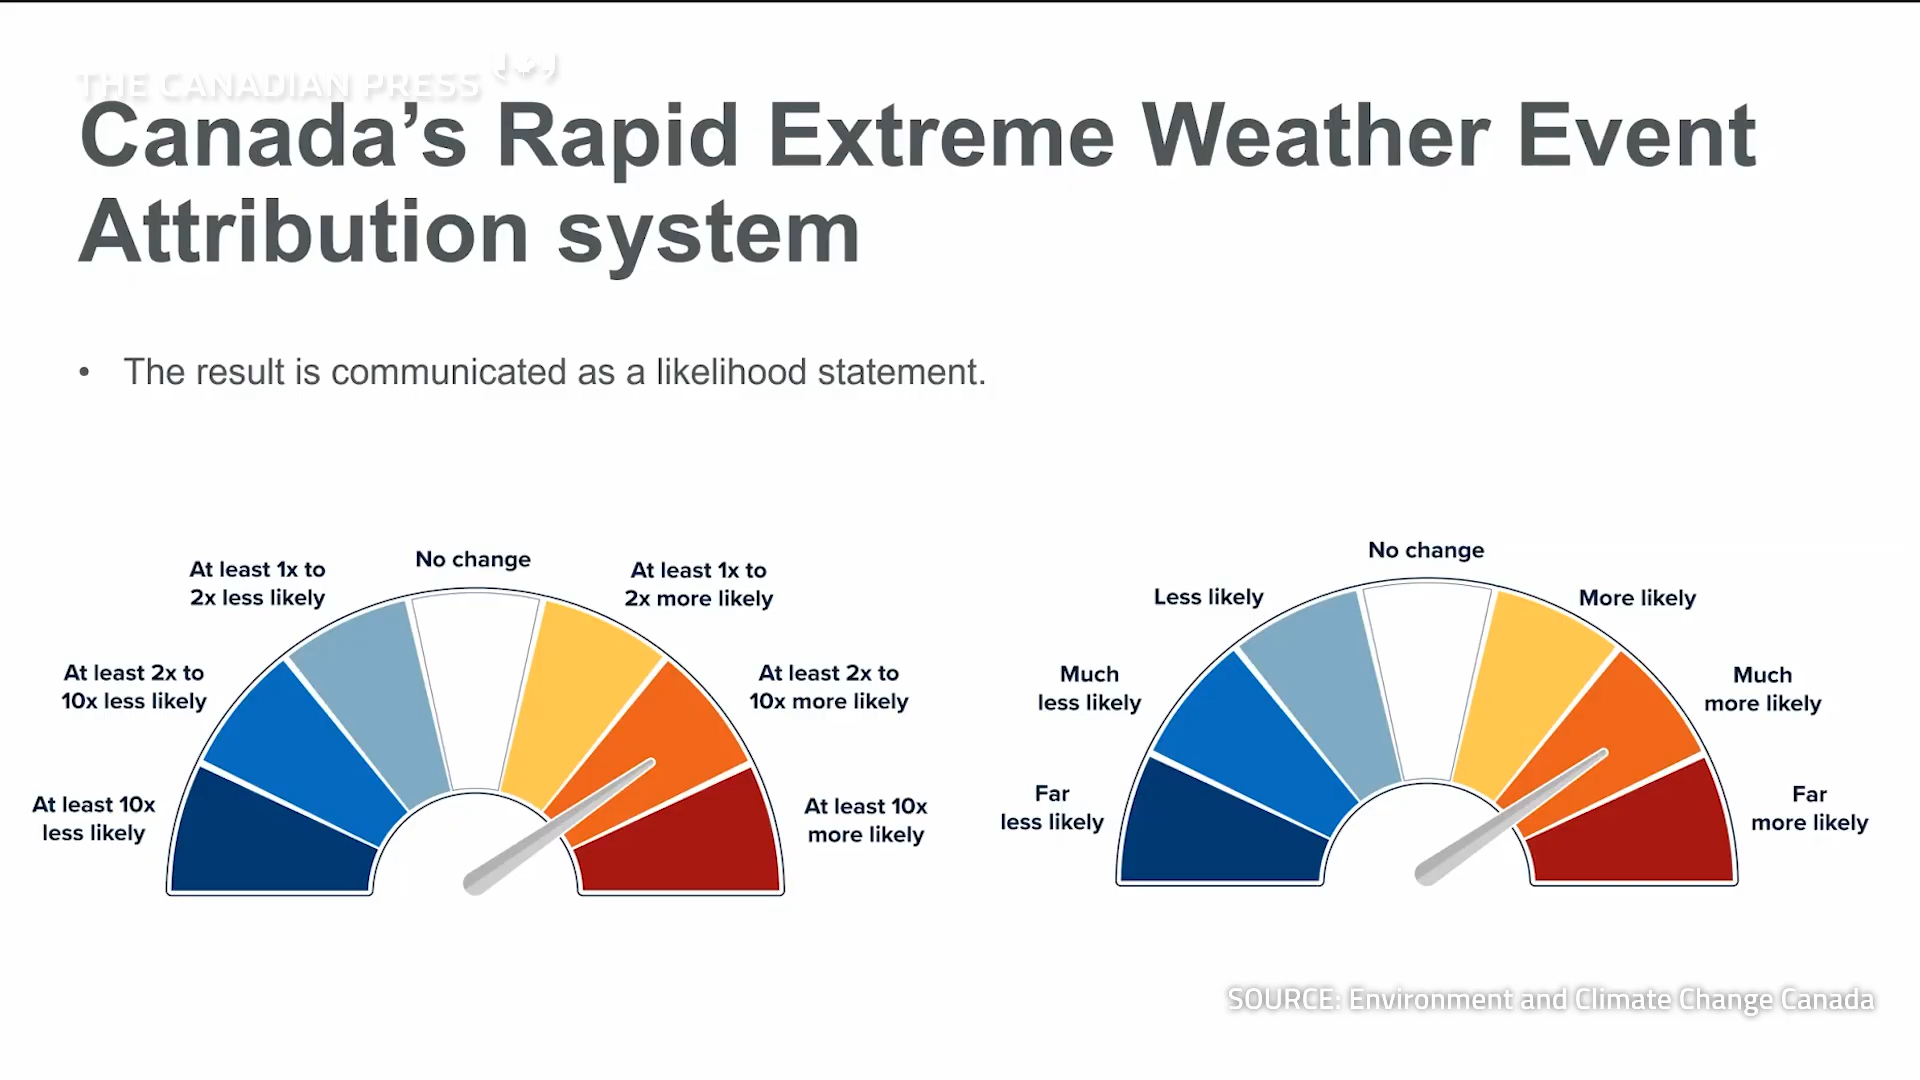 THE CANADIAN PRESS
Canada’s Rapid Extreme Weather Event
Attribution system
• The result is communicated as a likelihood statement.
No change
At least 1x to
2x less likely
At least 1x to
2x more likely
At least 2x to
10x less likely
At least 2x to
10x more likely
At least 10x
less likely
At least 10x
more likely
No change
Less likely
More likely
Much
less likely
Much
more likely
Far
less likely
Far
more likely
SOURCE: Environment and Climate Change Canada